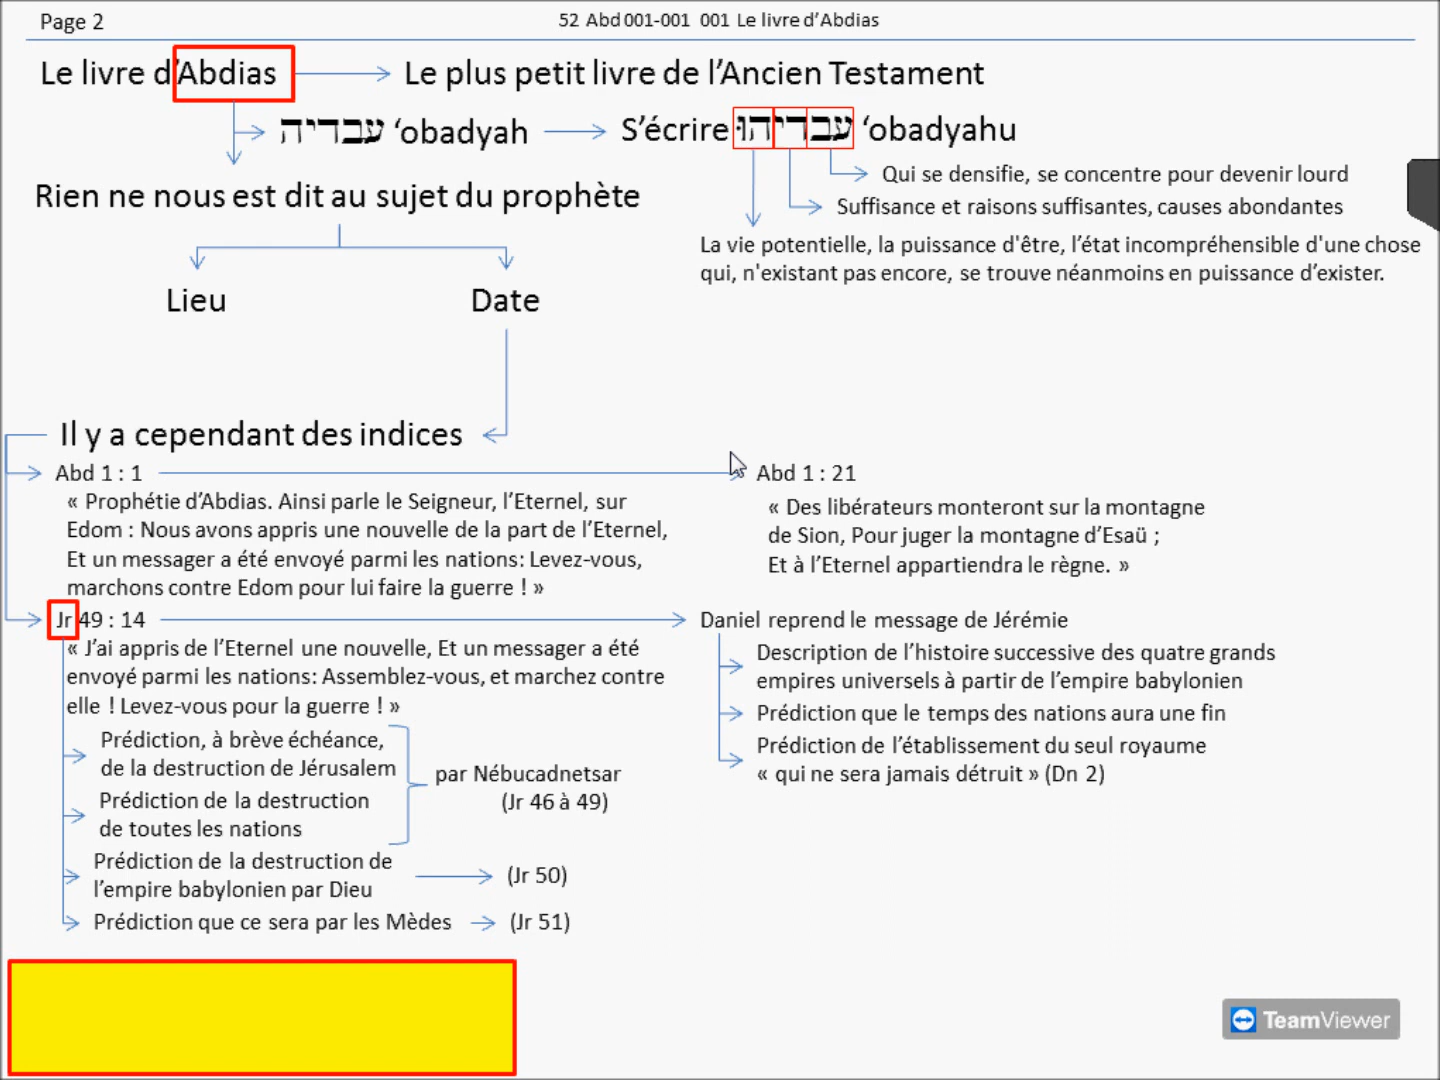 Page 2
52 Abd 001-001 001 Le livre d’Abdias
Le livre d’Abdias
Le plus petit livre de l’Ancien Testament
עבדיה ‘obadyah
S’écrire עבדיהוּ ‘obadyahu
Qui se densifie, se concentre pour devenir lourd
Suffisance et raisons suffisantes, causes abondantes
La vie potentielle, la puissance d'être, l’état incompréhensible d'une chose
qui, n'existant pas encore, se trouve néanmoins en puissance d’exister.
Rien ne nous est dit au sujet du prophète
Lieu
Date
Il y a cependant des indices
Abd 1 : 1
« Prophétie d’Abdias. Ainsi parle le Seigneur, l’Eternel, sur
Edom : Nous avons appris une nouvelle de la part de l’Eternel,
Et un messager a été envoyé parmi les nations: Levez-vous,
marchons contre Edom pour lui faire la guerre ! »
Abd 1 : 21
« Des libérateurs monteront sur la montagne
de Sion, Pour juger la montagne d’Esaü ;
Et à l’Eternel appartiendra le règne. »
Jr 49 : 14
« J’ai appris de l’Eternel une nouvelle, Et un messager a été
envoyé parmi les nations: Assemblez-vous, et marchez contre
elle ! Levez-vous pour la guerre ! »
Prédiction, à brève échéance,
de la destruction de Jérusalem
Prédiction de la destruction
de toutes les nations
par Nébucadnetsar
(Jr 46 à 49)
Prédiction de la destruction de
l’empire babylonien par Dieu
(Jr 50)
Prédiction que ce sera par les Mèdes
(Jr 51)
Daniel reprend le message de Jérémie
Description de l’histoire successive des quatre grands
empires universels à partir de l’empire babylonien
Prédiction que le temps des nations aura une fin
Prédiction de l’établissement du seul royaume
« qui ne sera jamais détruit » (Dn 2)
TeamViewer